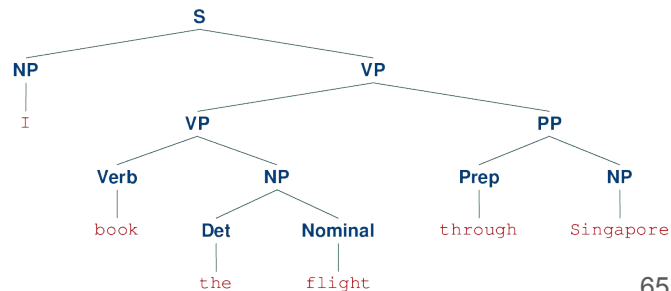 S
NP VP
I
VP PP
Verb NP Prep NP
book Det Nominal through Singapore
the flight
65